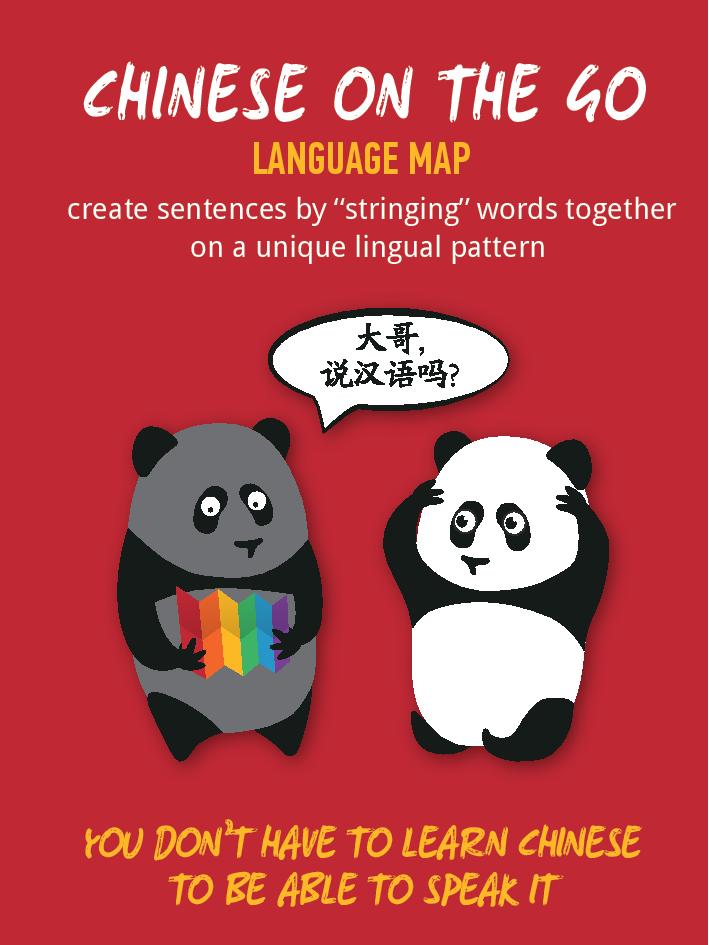 CHINESE ON THE GO
LANGUAGE MAP
create sentences by “stringing” words together
on a unique lingual pattern
大哥,
说汉语吗?
YOU DON'T HAVE TO LEARN CHINESE
TO BE ABLE TO SPEAK IT